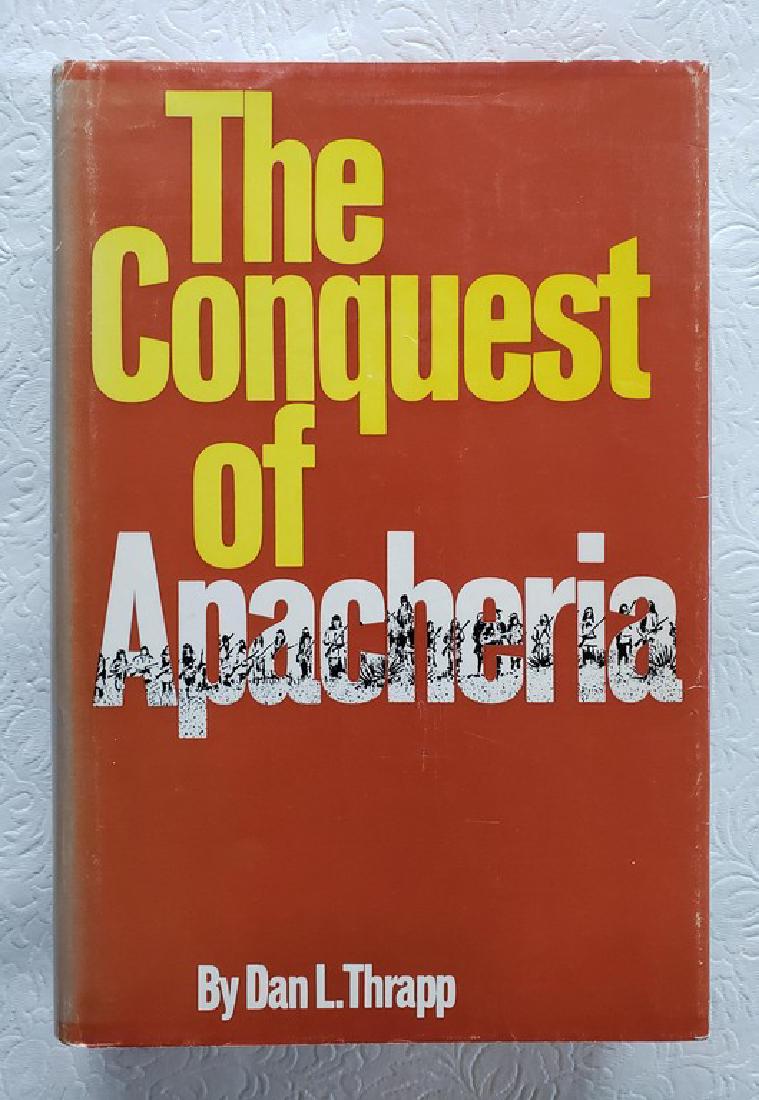 The
Conquest
of
Apacheria
By Dan L. Thrapp